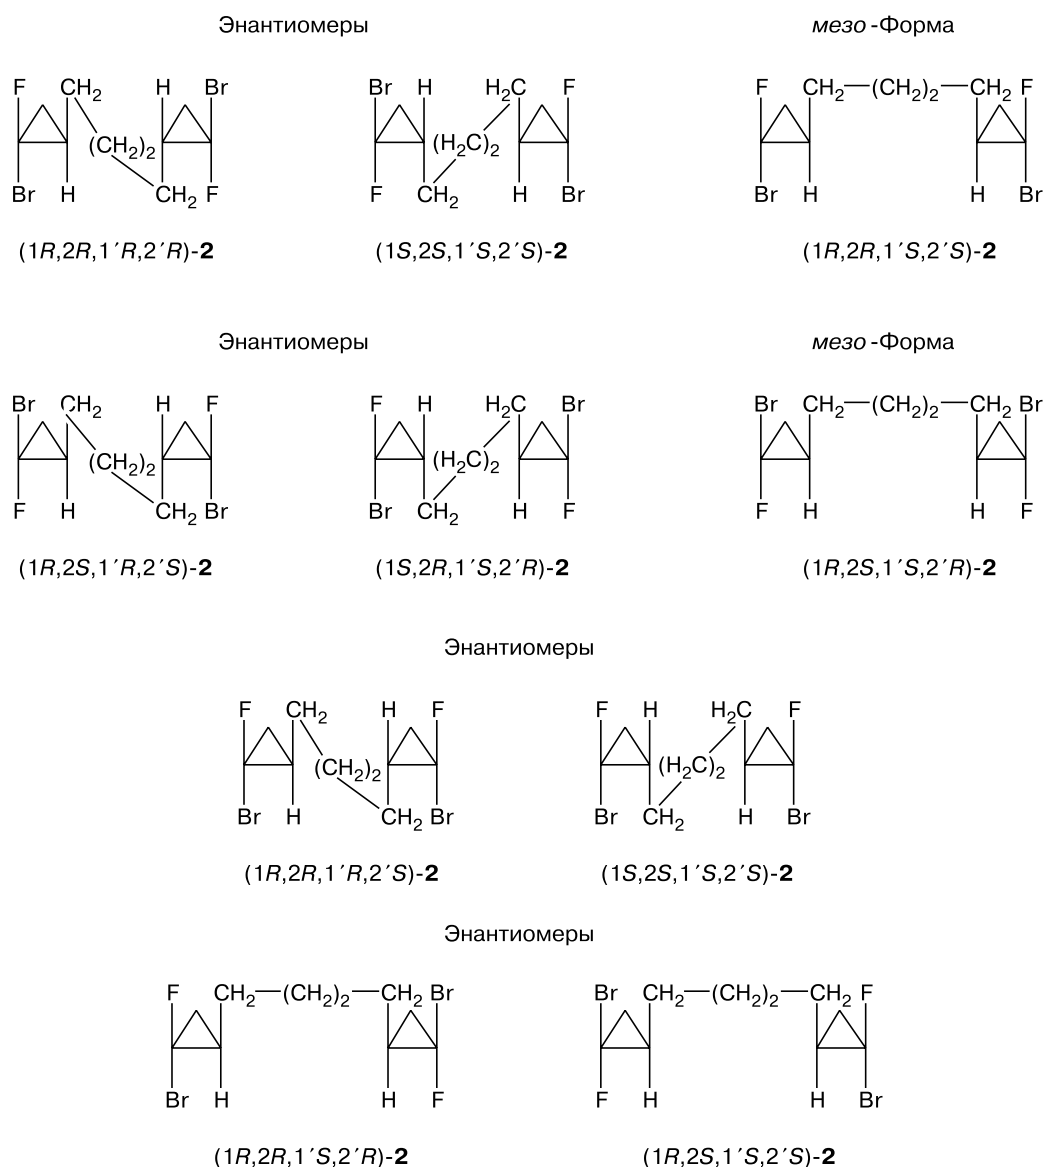 Энантиомеры мезо-Форма
F CH2 H Br Br H H2C F F CH2—(CH2)2—CH2 F
(CH2)2 (H2C)2
Br H CH2 F F CH2 H Br Br H H Br
(1R,2R,1′R,2′R)-2 (1S,2S,1′S,2′S)-2 (1R,2R,1′S,2′S)-2
Энантиомеры мезо-Форма
Br CH2 H F F H H2C Br Br CH2—(CH2)2—CH2 Br
(CH2)2 (H2C)2
F H CH2 Br Br CH2 H F F H H F
(1R,2S,1′R,2′S)-2 (1S,2R,1′S,2′R)-2 (1R,2S,1′S,2′R)-2
Энантиомеры
F CH2 H F F H H2C F
(CH2)2 (H2C)2
Br H CH2 Br Br CH2 H Br
(1R,2R,1′R,2′S)-2 (1S,2S,1′S,2′S)-2
Энантиомеры
F CH2—(CH2)2—CH2 Br Br CH2—(CH2)2—CH2 F
Br H H F F H H Br
(1R,2R,1′S,2′R)-2 (1R,2S,1′S,2′S)-2